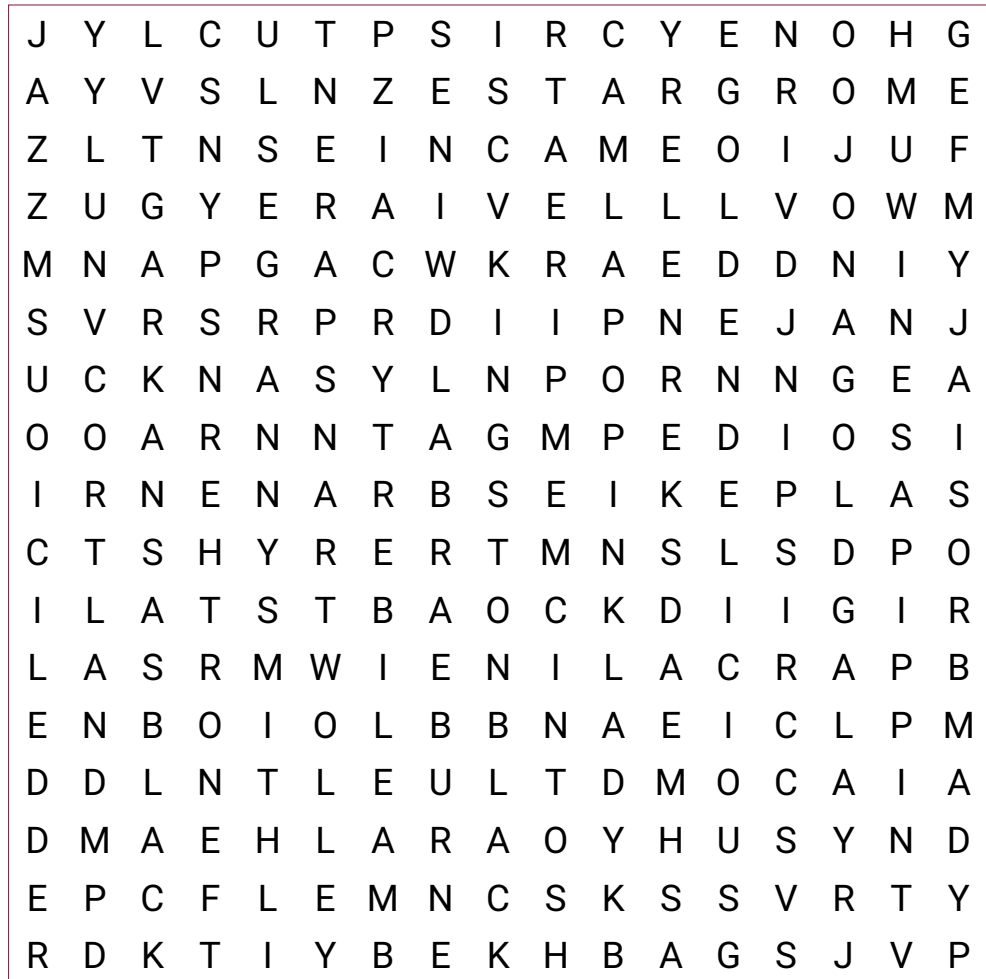 J Y L C U T P S I R C Y E N O H G
A Y V S L N Z E S T A R G R O M E
Z L T N S E I N C A M E O I J U F
Z U G Y E R A I V E L L L V O W M
M N A P G A C W K R A E D D N I Y
S V R S R P R D I I P N E J A N J
U C K N A S Y L N P O R N N G E A
O O A R N N T A G M P E D I O S I
I R N E N A R B S E I K E P L A S
C T S H Y R E R T M N S L S D P O
I L A T S T B A O C K D I I G I R
L A S R M W I E N I L A C R A P B
E N B O I O L B B N A E I C L P M
D D L N T L E U L T D M O C A I A
D M A E H L A R A O Y H U S Y N D
E P C F L E M N C S K S S V R T Y
R D K T I Y B E K H B A G S J V P